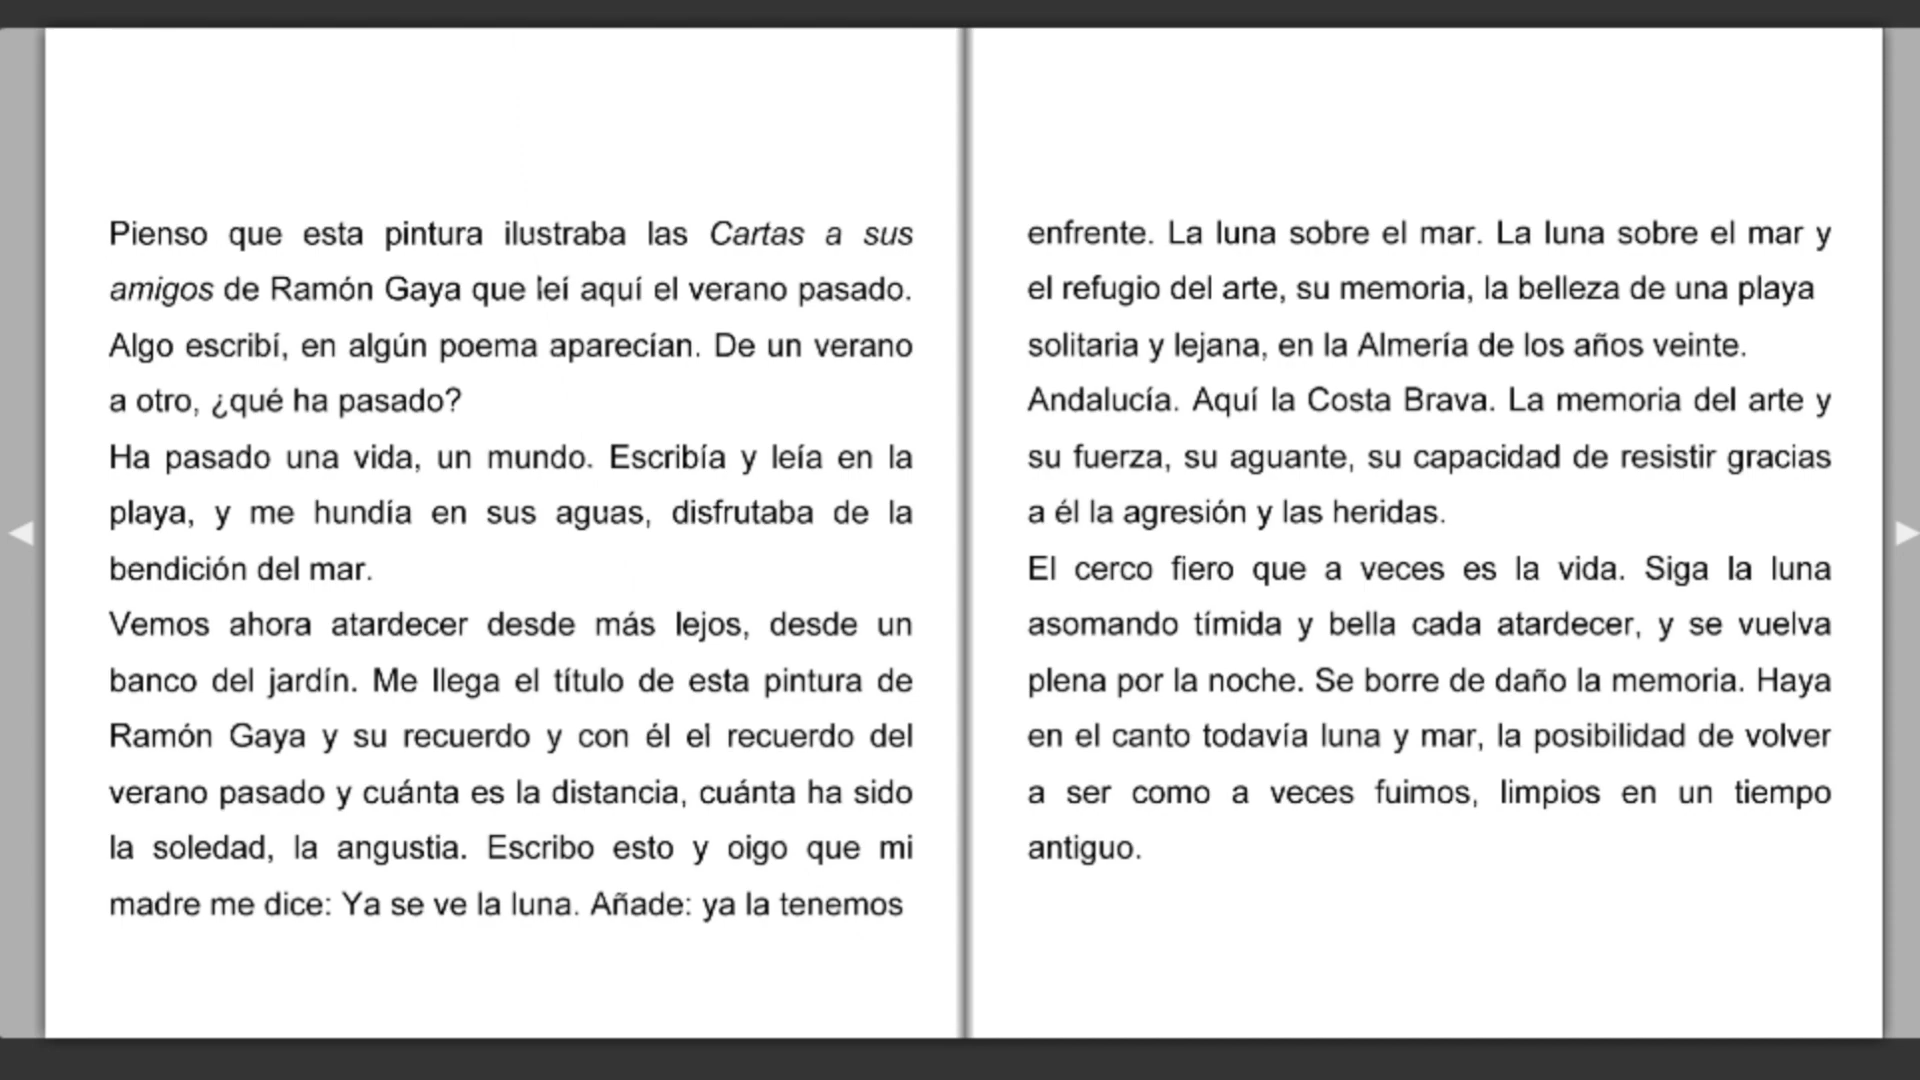 Pienso que esta pintura ilustraba las Cartas a sus
amigos de Ramón Gaya que leí aquí el verano pasado.
Algo escribí, en algún poema aparecían. De un verano
a otro, ¿qué ha pasado?
Ha pasado una vida, un mundo. Escribía y leía en la
playa, y me hundía en sus aguas, disfrutaba de la
bendición del mar.
Vemos ahora atardecer desde más lejos, desde un
banco del jardín. Me llega el título de esta pintura de
Ramón Gaya y su recuerdo y con él el recuerdo del
verano pasado y cuánta es la distancia, cuánta ha sido
la soledad, la angustia. Escribo esto y oigo que mi
madre me dice: Ya se ve la luna. Añade: ya la tenemos
enfrente. La luna sobre el mar. La luna sobre el mar y
el refugio del arte, su memoria, la belleza de una playa
solitaria y lejana, en la Almería de los años veinte.
Andalucía. Aquí la Costa Brava. La memoria del arte y
su fuerza, su aguante, su capacidad de resistir gracias
a él la agresión y las heridas.
El cerco fiero que a veces es la vida. Siga la luna
asomando tímida y bella cada atardecer, y se vuelva
plena por la noche. Se borre de daño la memoria. Haya
en el canto todavía luna y mar, la posibilidad de volver
a ser como a veces fuimos, limpios en un tiempo
antiguo.